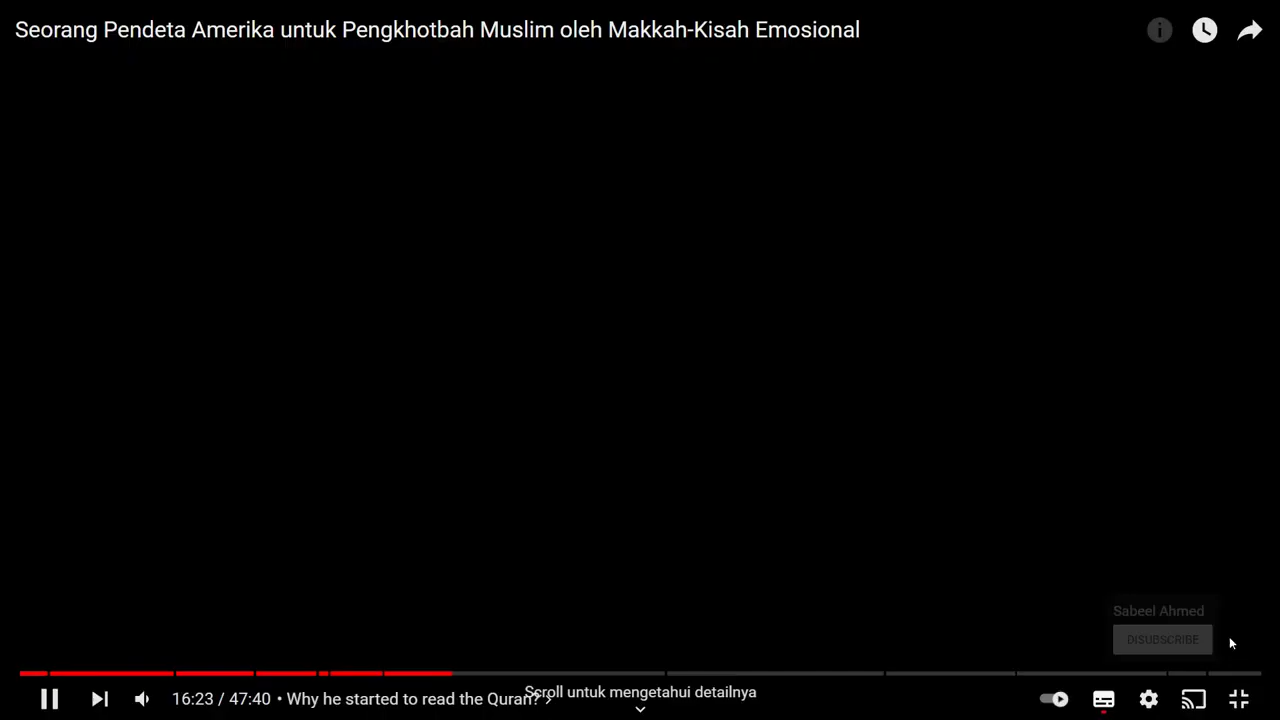 Seorang Pendeta Amerika untuk Pengkhotbah Muslim oleh Makkah-Kisah Emosional
Sabeel Ahmed
DISUBSCRIBE
Scroll untuk mengetahui detailnya
16:23 / 47:40 • Why he started to read the Quran?